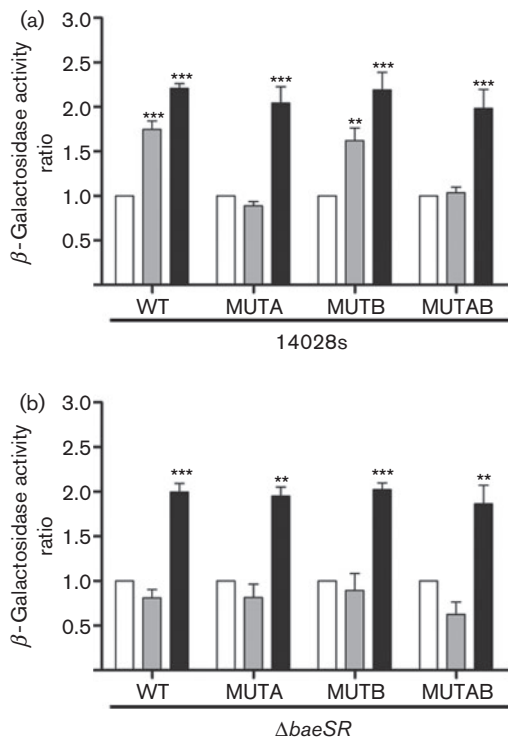 (a)
β-Galactosidase activity
ratio
3.0
2.5
2.0
1.5
1.0
0.5
*** ***
***
** ***
***
WT MUTA MUTB MUTAB
14028s
(b)
β-Galactosidase activity
ratio
3.0
2.5
2.0
1.5
1.0
0.5
***
**
***
**
WT MUTA MUTB MUTAB
ΔbaeSR